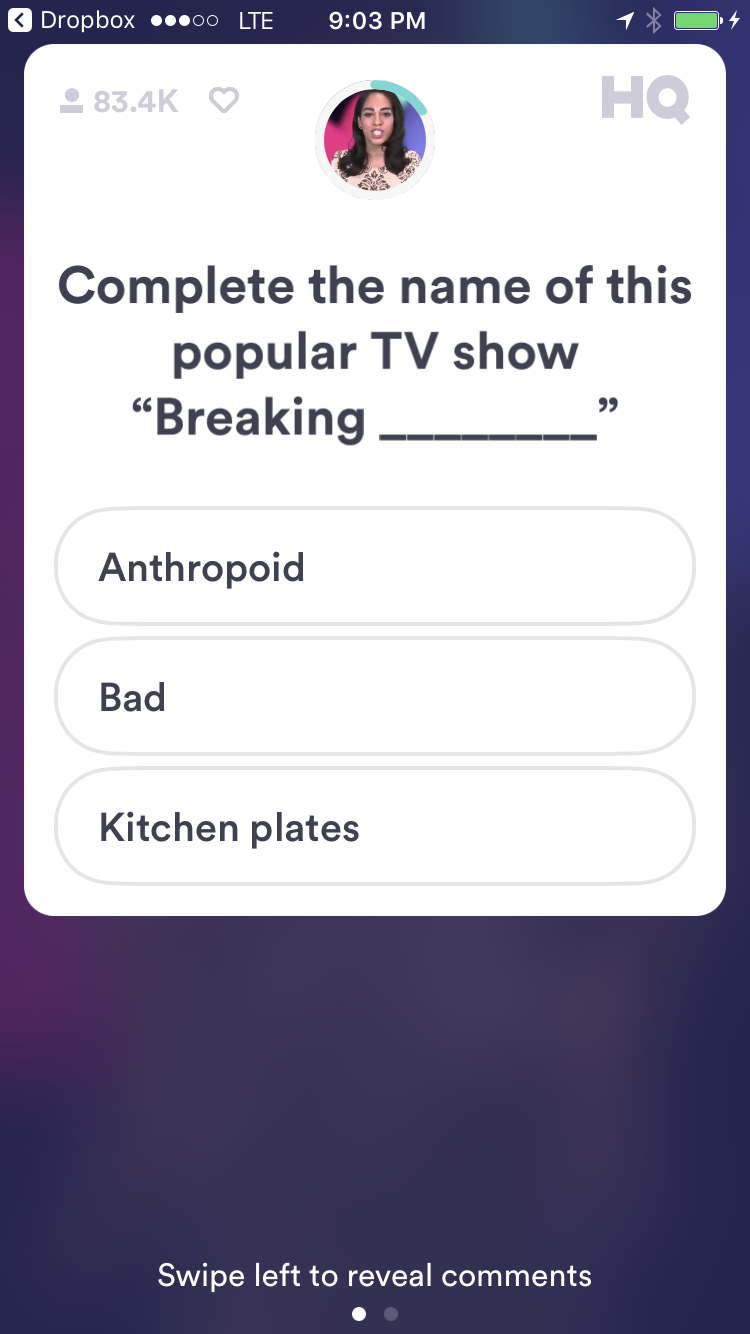 Dropbox LTE 9:03 PM
83.4K HQ
Complete the name of this
popular TV show
“Breaking ________”
Anthropoid
Bad
Kitchen plates
Swipe left to reveal comments